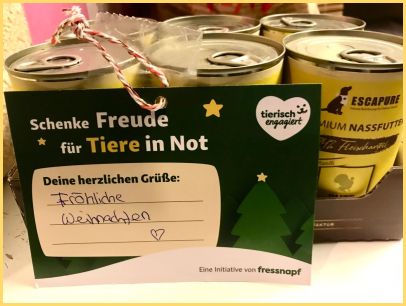 Schenke Freude
für Tiere in Not
tierisch
engagiert
Deine herzlichen Grüße:
Fröhliche
Weihnachten
Eine Initiative von fressnapf
ESCAPURE
MIUM NASSFUTTER